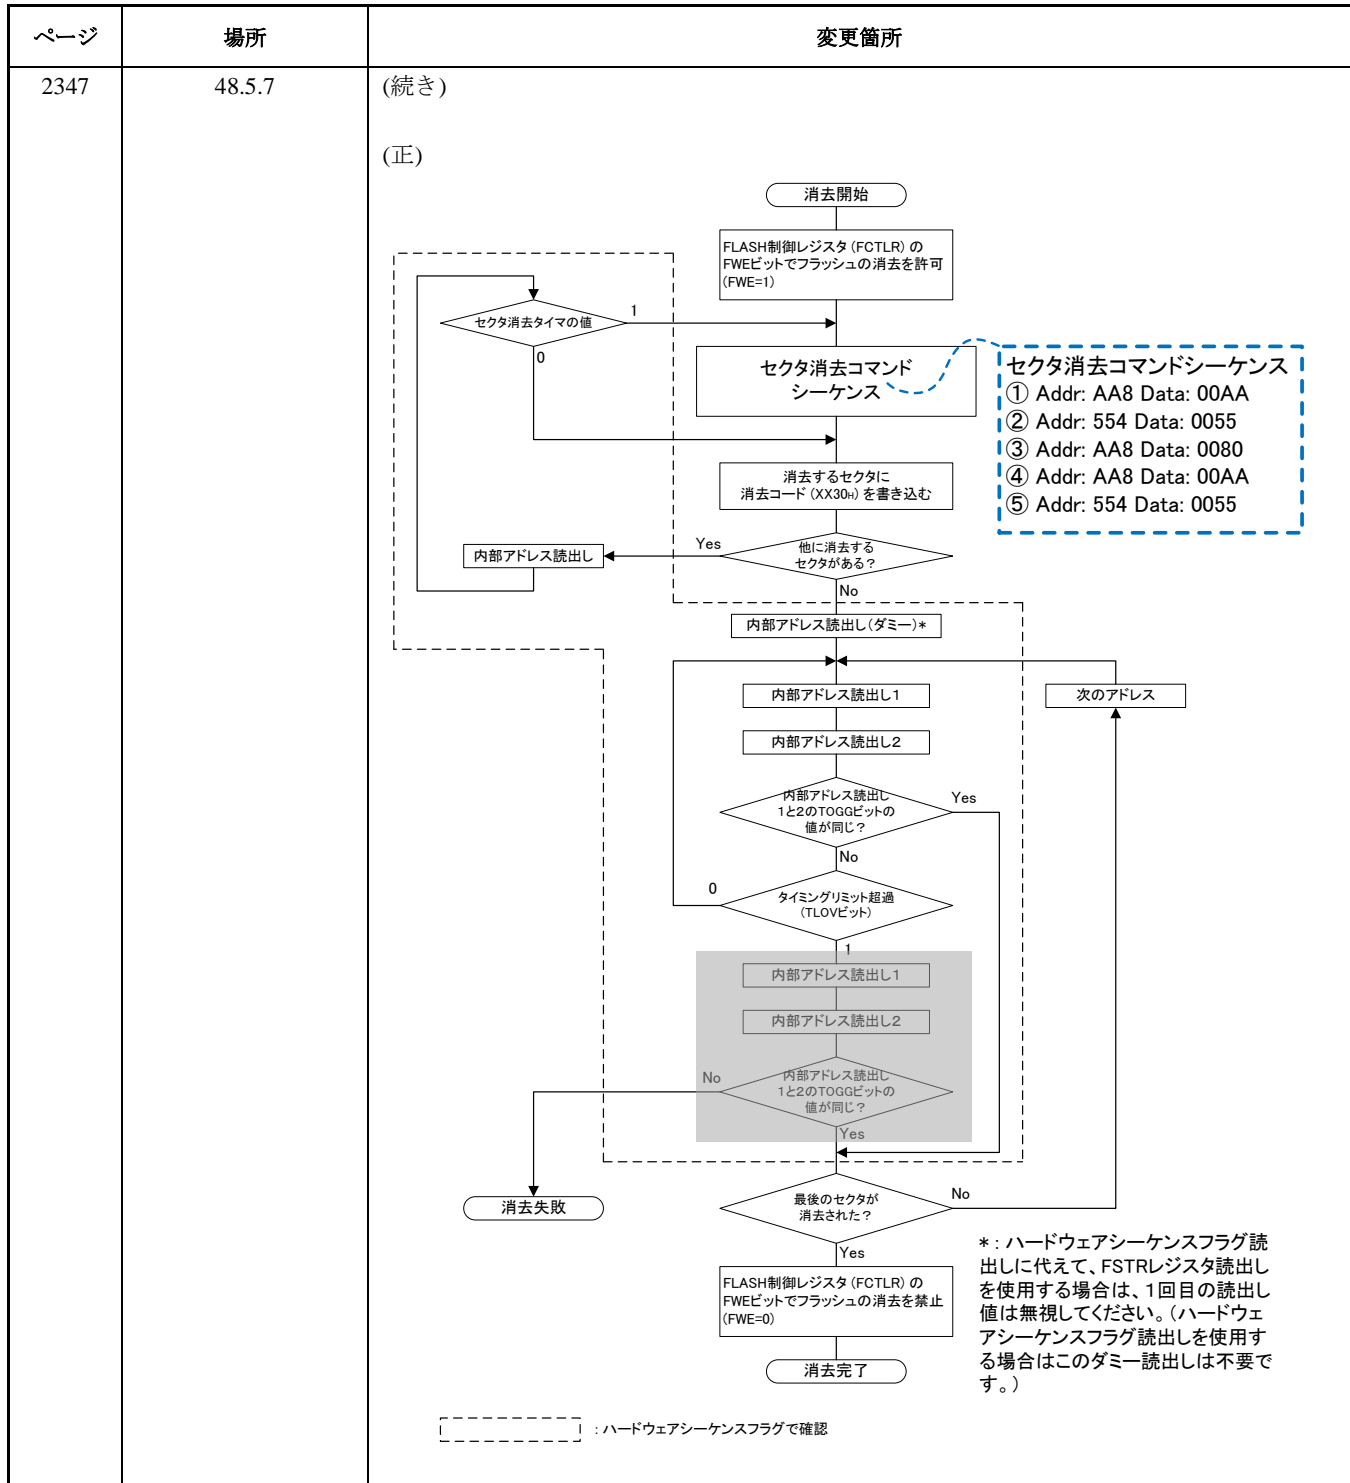 ページ
場所
変更箇所
2347
48.5.7
(続き)
(正)
消去開始
FLASH制御レジスタ(FCTLR)の
FWEビットでフラッシュの消去を許可
(FWE=1)
セクタ消去タイマの値
1
0
セクタ消去コマンド
シーケンス
セクタ消去コマンドシーケンス
① Addr: AA8 Data: 00AA
② Addr: 554 Data: 0055
③ Addr: AA8 Data: 0080
④ Addr: AA8 Data: 00AA
⑤ Addr: 554 Data: 0055
消去するセクタに
消去コード(XX30H)を書き込む
他に消去する
セクタがある？
Yes
内部アドレス読出し
No
内部アドレス読出し(ダミー)*
内部アドレス読出し1
次のアドレス
内部アドレス読出し2
内部アドレス読出し
1と2のTOGGビットの
値が同じ？
Yes
No
タイミングリミット超過
(TLOVビット)
0
1
内部アドレス読出し1
内部アドレス読出し2
内部アドレス読出し
1と2のTOGGビットの
値が同じ？
No
Yes
消去失敗
最後のセクタが
消去された？
No
Yes
FLASH制御レジスタ(FCTLR)の
FWEビットでフラッシュの消去を禁止
(FWE=0)
消去完了
*：ハードウェアシーケンスフラグ読
出しに代えて、FSTRレジスタ読出し
を使用する場合は、1回目の読出し
値は無視してください。(ハードウェ
アシーケンスフラグ読出しを使用す
る場合はこのダミー読出しは不要で
す。)
：ハードウェアシーケンスフラグで確認